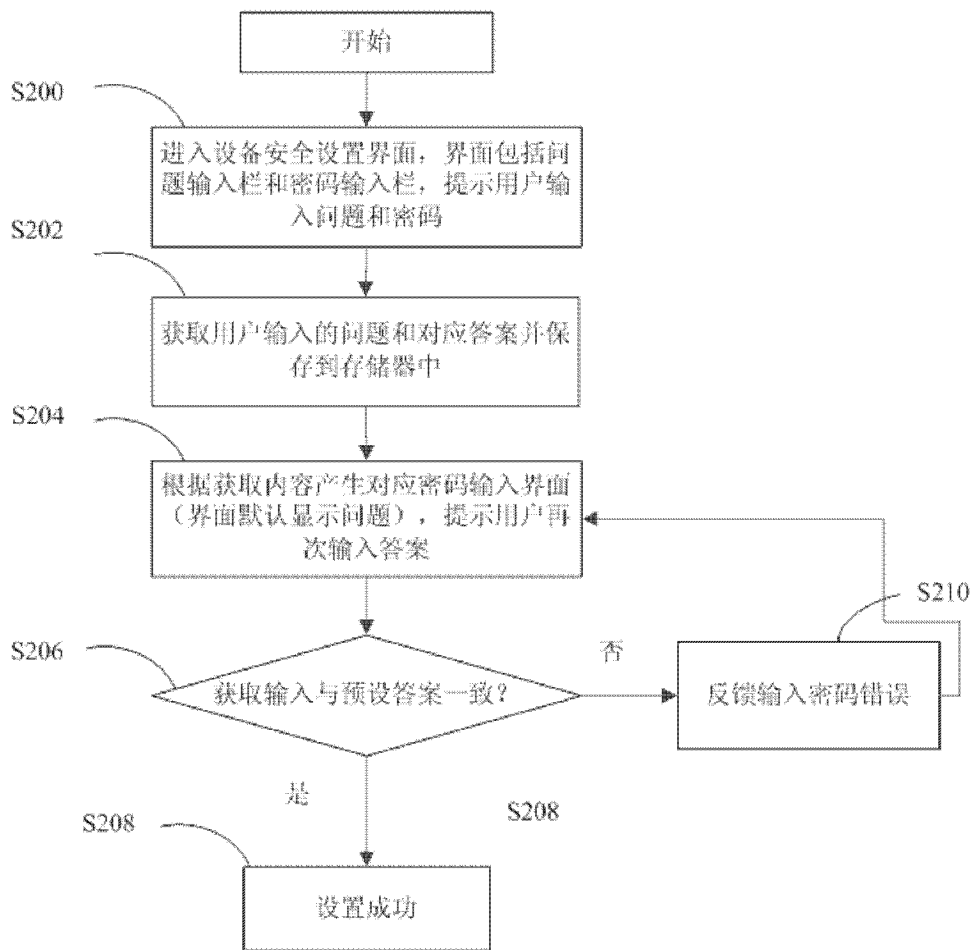 开始
S200
进入设备安全设置界面，界面包括问
题输入栏和密码输入栏，提示用户输
入问题和密码
S202
获取用户输入的问题和对应答案并保
存到存储器中
S204
根据获取内容产生对应密码输入界面
（界面默认显示问题），提示用户再
次输入答案
S210
S206
否
获取输入与预设答案一致？
反馈输入密码错误
是
S208
S208
设置成功